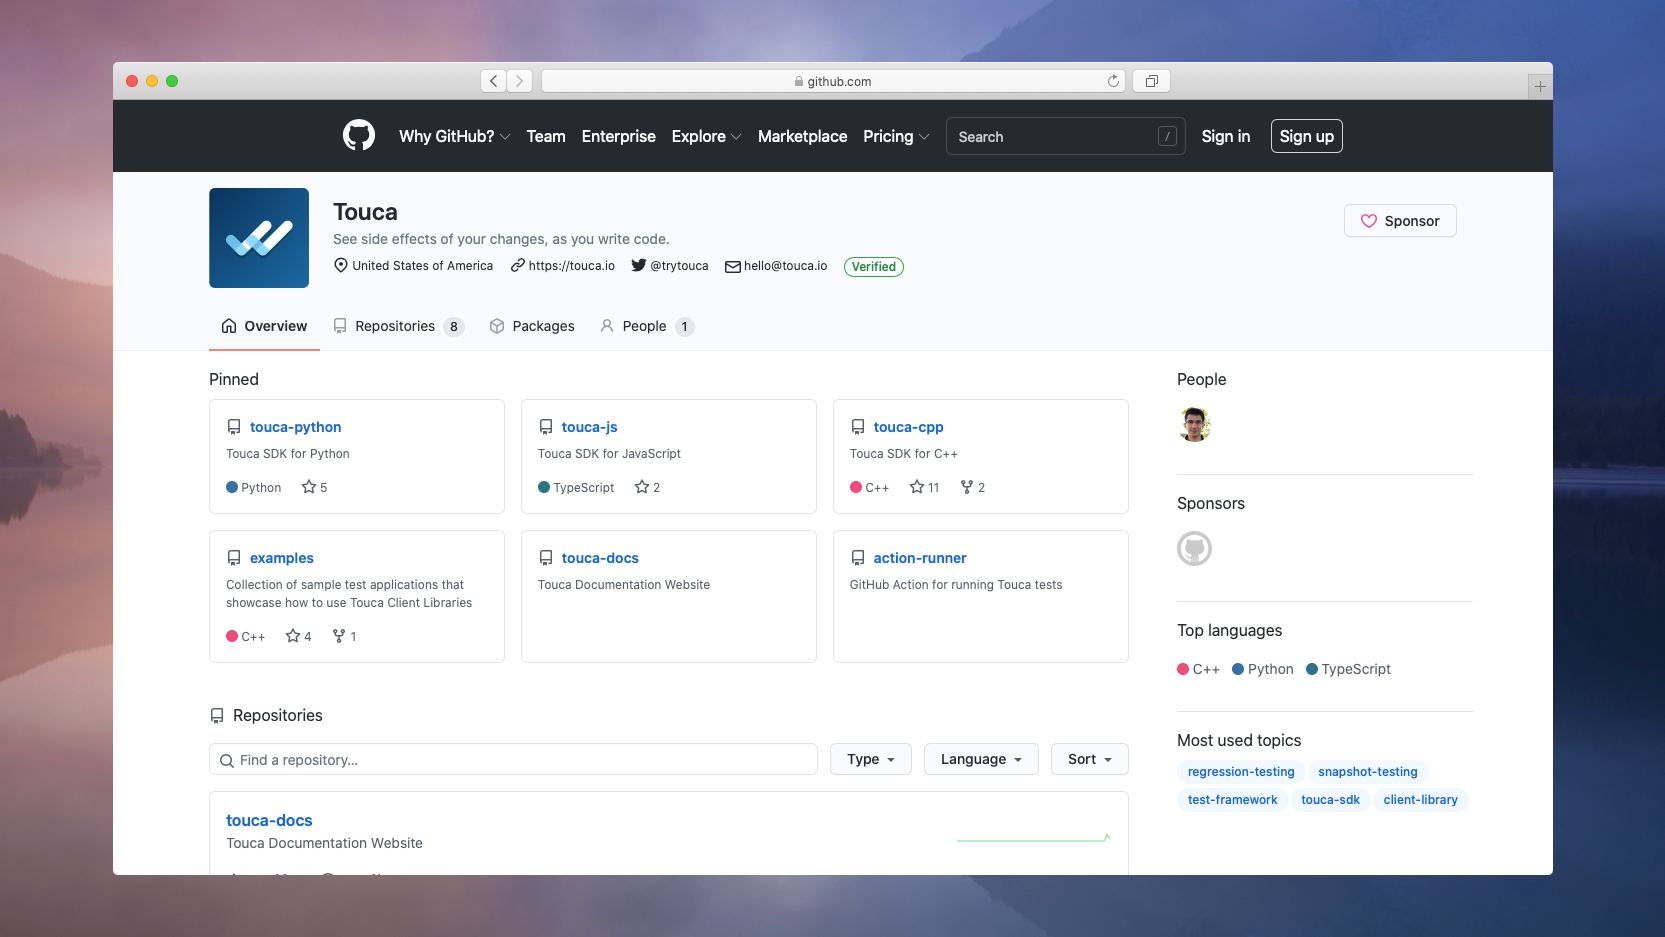 github.com
Why GitHub? Team Enterprise Explore Marketplace Pricing Search / Sign in Sign up
Touca
See side effects of your changes, as you write code.
United States of America https://touca.io @trytouca hello@touca.io Verified
Sponsor
Overview Repositories 8 Packages People 1
Pinned
touca-python
Touca SDK for Python
Python 5
touca-js
Touca SDK for JavaScript
TypeScript 2
touca-cpp
Touca SDK for C++
C++ 11 2
examples
Collection of sample test applications that
showcase how to use Touca Client Libraries
C++ 4 1
touca-docs
Touca Documentation Website
action-runner
GitHub Action for running Touca tests
Repositories
Find a repository...
Type Language Sort
touca-docs
Touca Documentation Website
People
Sponsors
Top languages
C++ Python TypeScript
Most used topics
regression-testing snapshot-testing
test-framework touca-sdk client-library